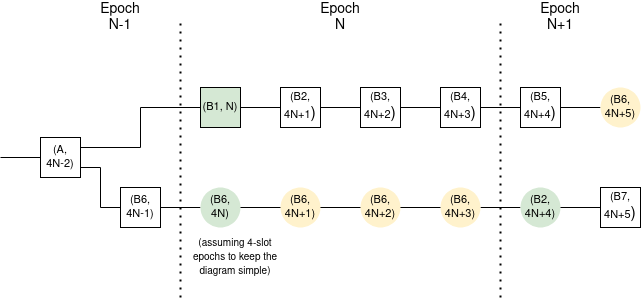 Epoch
N-1
Epoch
N
Epoch
N+1
(B1, N)
(B2,
4N+1)
(B3,
4N+2)
(B4,
4N+3)
(B5,
4N+4)
(B6,
4N+5)
(A,
4N-2)
(B6,
4N-1)
(B6,
4N)
(B6,
4N+1)
(B6,
4N+2)
(B6,
4N+3)
(B2,
4N+4)
(B7,
4N+5)
(assuming 4-slot
epochs to keep the
diagram simple)